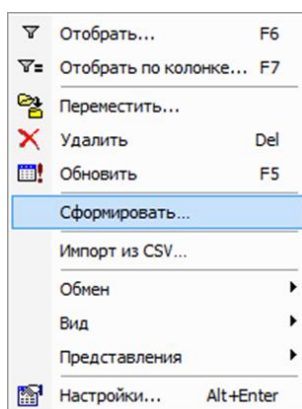 Отобрать... F6
Отобрать по колонке... F7
Переместить...
Удалить Del
Обновить F5
Сформировать...
Импорт из CSV...
Обмен
Вид
Представления
Настройки... Alt+Enter